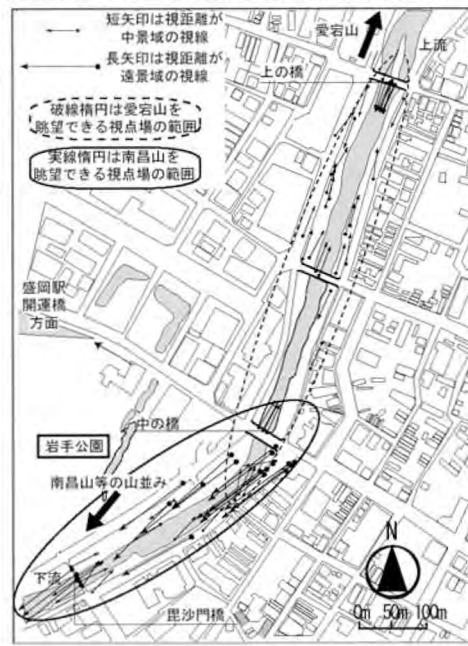 短矢印は視距離が
中景域の視線
長矢印は視距離が
遠景域の視線
破線楕円は愛宕山を
眺望できる視点場の範囲
実線楕円は南昌山を
眺望できる視点場の範囲
愛宕山
上流
上の橋
盛岡駅
開運橋
方面
中の橋
岩手公園
南昌山等の山並み
下流
毘沙門橋
N
0m 50m 100m